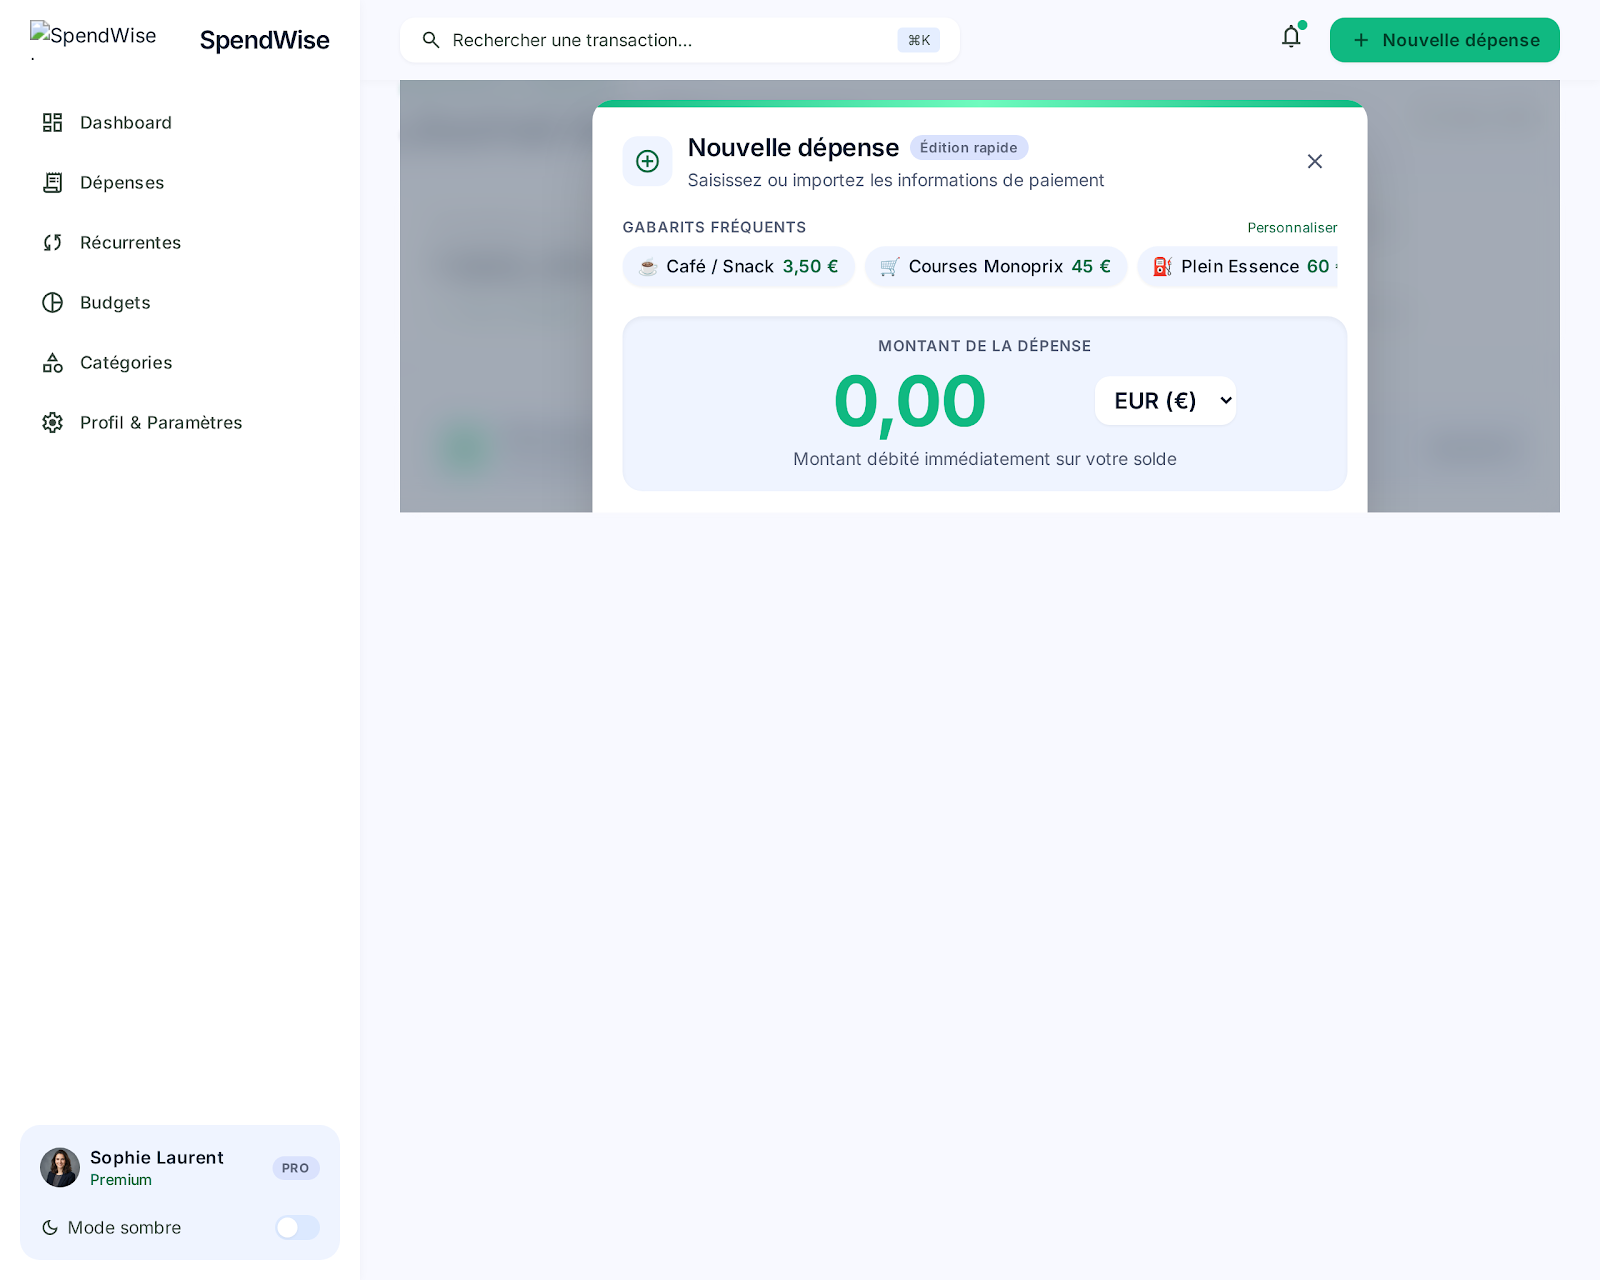 SpendWise
SpendWise
Dashboard
Dépenses
Récurrentes
Budgets
Catégories
Profil & Paramètres
Sophie Laurent
Premium
PRO
Mode sombre
Rechercher une transaction...
⌘K
Nouvelle dépense
Nouvelle dépense
Édition rapide
Saisissez ou importez les informations de paiement
GABARITS FRÉQUENTS
Personnaliser
Café / Snack 3,50 €
Courses Monoprix 45 €
Plein Essence 60
MONTANT DE LA DÉPENSE
0,00
EUR (€)
Montant débité immédiatement sur votre solde